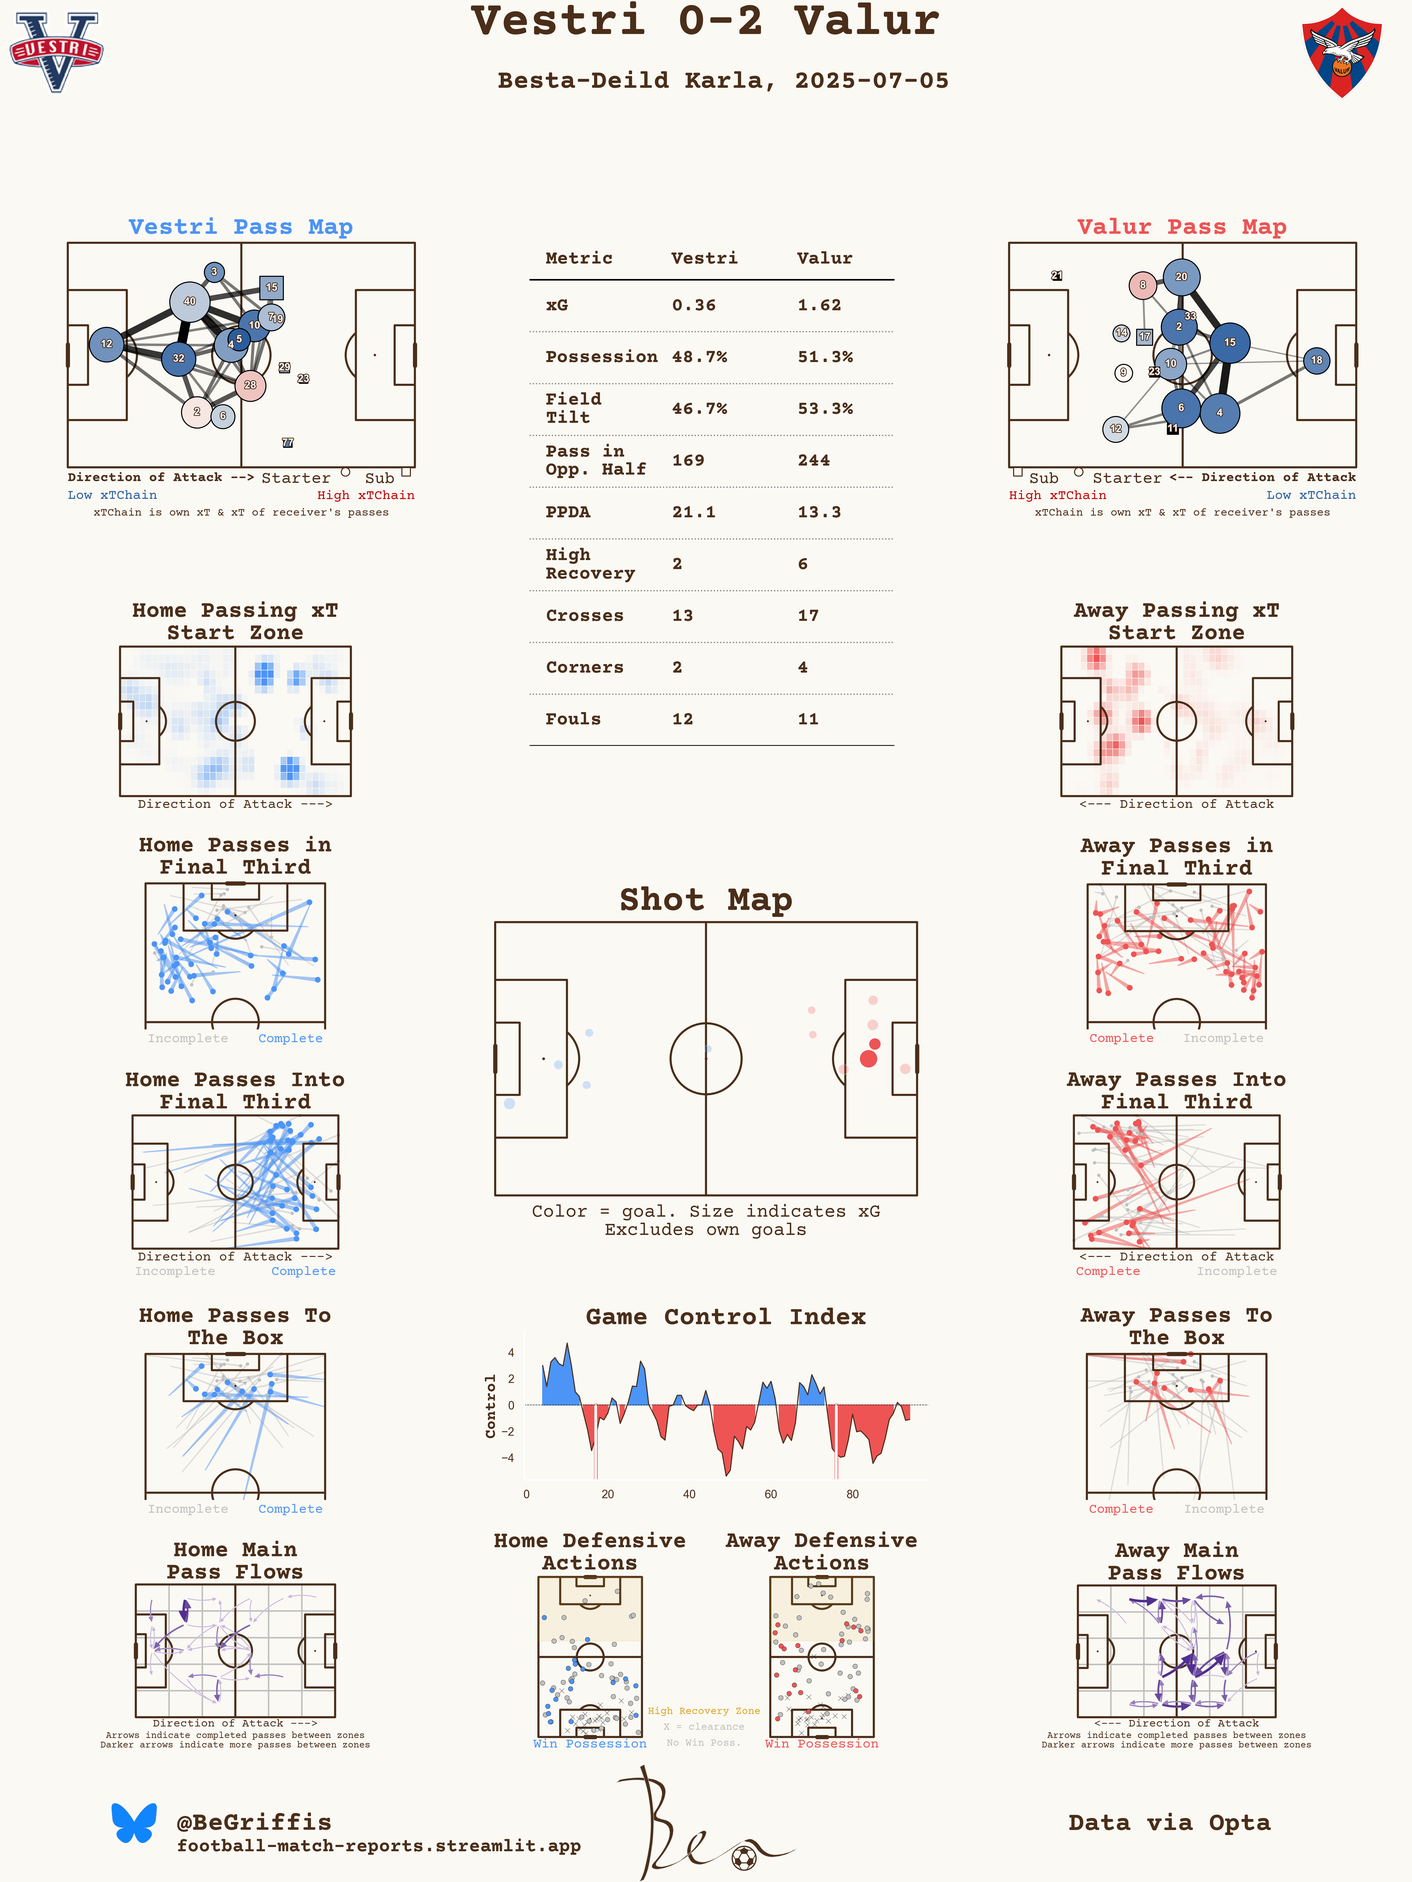 Vestri 0-2 Valur
Besta-Deild Karla, 2025-07-05
VESTRI
VALUR
Vestri Pass Map
3
15
40
7
19
10
5
4
12
32
29
23
28
2
6
77
Direction of Attack --> Starter Sub
Low xTChain High xTChain
xTChain is own xT & xT of receiver's passes
Metric Vestri Valur
xG 0.36 1.62
Possession 48.7% 51.3%
Field
Tilt 46.7% 53.3%
Pass in
Opp. Half 169 244
PPDA 21.1 13.3
High
Recovery 2 6
Crosses 13 17
Corners 2 4
Fouls 12 11
Valur Pass Map
21
8
20
33
2
14
17
15
10
18
9
23
6
4
12
11
Sub Starter <-- Direction of Attack
High xTChain Low xTChain
xTChain is own xT & xT of receiver's passes
Home Passing xT
Start Zone
Direction of Attack --->
Away Passing xT
Start Zone
<--- Direction of Attack
Home Passes in
Final Third
Incomplete Complete
Away Passes in
Final Third
Complete Incomplete
Shot Map
Color = goal. Size indicates xG
Excludes own goals
Home Passes Into
Final Third
Direction of Attack --->
Incomplete Complete
Away Passes Into
Final Third
<--- Direction of Attack
Complete Incomplete
Home Passes To
The Box
Incomplete Complete
Game Control Index
Control
4
2
0
−2
−4
0 20 40 60 80
Away Passes To
The Box
Complete Incomplete
Home Main
Pass Flows
Direction of Attack --->
Arrows indicate completed passes between zones
Darker arrows indicate more passes between zones
Home Defensive
Actions
Win Possession
High Recovery Zone
X = clearance
No Win Poss.
Away Defensive
Actions
Win Possession
Away Main
Pass Flows
<--- Direction of Attack
Arrows indicate completed passes between zones
Darker arrows indicate more passes between zones
@BeGriffis
football-match-reports.streamlit.app
Ben
Data via Opta